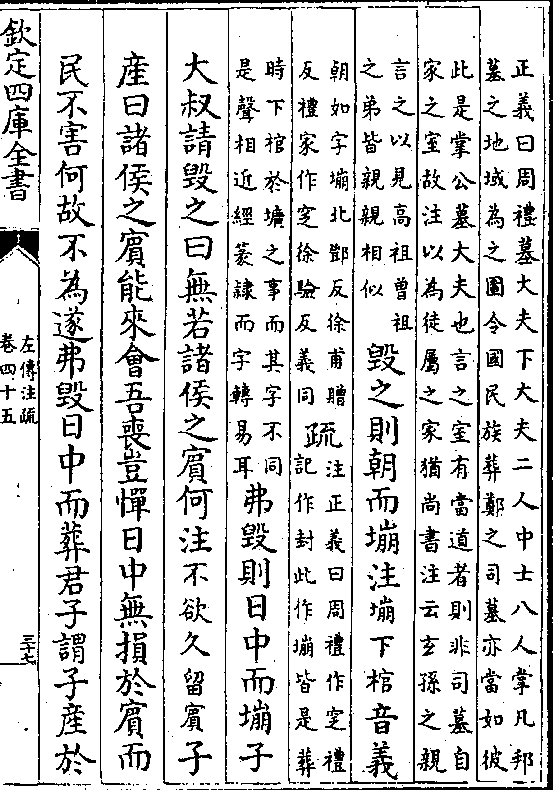 正義曰周禮墓大夫下大夫二人中士八人掌凡邦
墓之地域為之圖令國民族葬鄭之司墓亦當如彼
此是掌公墓大夫也言之室有當道者則非司墓自
家之室故注以為徒屬之家猶尚書注云玄孫之親
言之以見高祖曾祖
之弟皆親親相似
毀之則朝而塴注塴下棺音義
朝如字塴北鄧反徐甫贈
反禮家作窆徐驗反義同
疏
注正義曰周禮作窆禮
記作封此作塴皆是葬
時下棺於壙之事而其字不同
是聲相近經篆隸而字轉易耳
弗毀則日中而塴子
大叔請毀之曰無若諸侯之賓何注不欲久留賓子
産曰諸侯之賓能來會吾喪豈憚日中無損於賓而
民不害何故不為遂弗毀日中而葬君子謂子産於
欽定四庫全書
左傳注疏
卷四十五
三十七